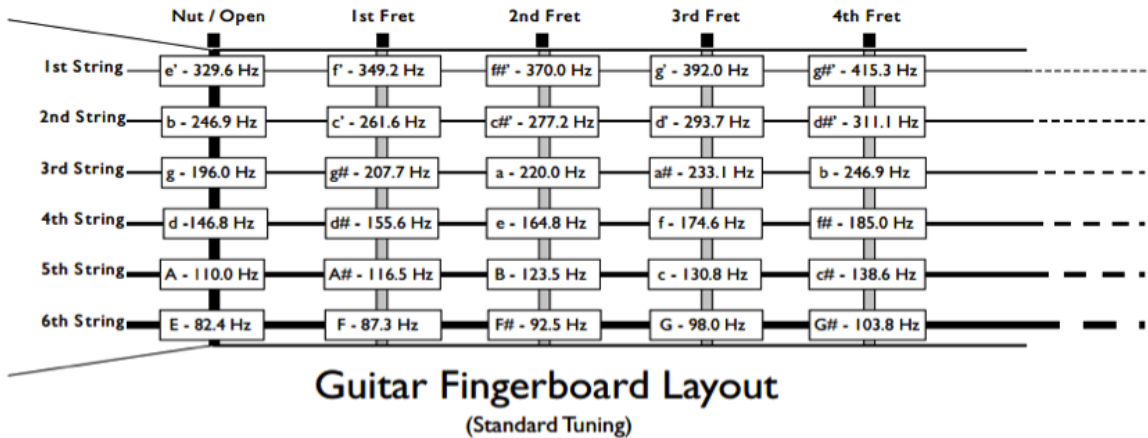 Nut / Open 1st Fret 2nd Fret 3rd Fret 4th Fret
1st String e' - 329.6 Hz f' - 349.2 Hz f#' - 370.0 Hz g' - 392.0 Hz g#' - 415.3 Hz
2nd String b - 246.9 Hz c' - 261.6 Hz c#' - 277.2 Hz d' - 293.7 Hz d#' - 311.1 Hz
3rd String g - 196.0 Hz g# - 207.7 Hz a - 220.0 Hz a# - 233.1 Hz b - 246.9 Hz
4th String d -146.8 Hz d# - 155.6 Hz e - 164.8 Hz f - 174.6 Hz f# - 185.0 Hz
5th String A - 110.0 Hz A# - 116.5 Hz B - 123.5 Hz c - 130.8 Hz c# - 138.6 Hz
6th String E - 82.4 Hz F - 87.3 Hz F# - 92.5 Hz G - 98.0 Hz G# - 103.8 Hz
Guitar Fingerboard Layout
(Standard Tuning)